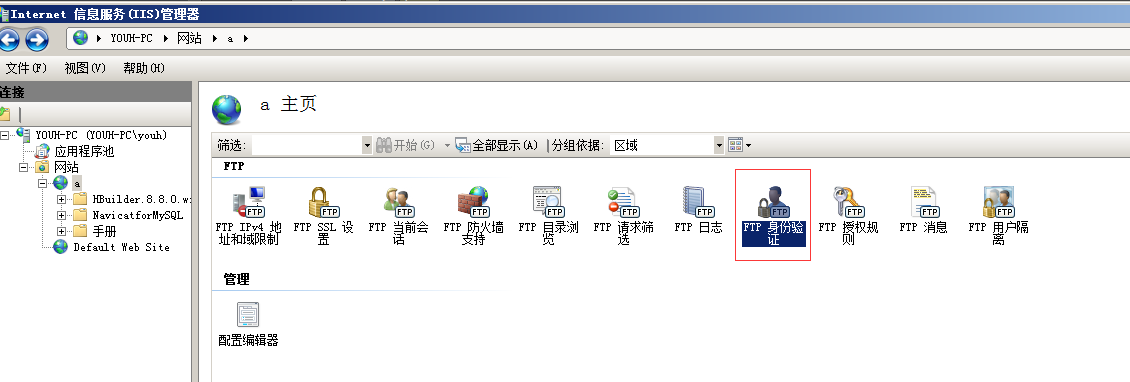 Internet 信息服务(IIS)管理器
YOUH-PC 网站 a
文件(F) 视图(V) 帮助(H)
连接
YOUH-PC (YOUH-PC\youh)
应用程序池
网站
a
HBuilder.8.8.0.wi
NavicatforMySQL
手册
Default Web Site
a 主页
筛选: 开始(G) 全部显示(A) 分组依据: 区域
FTP
FTP IPv4 地
址和域限制
FTP SSL 设
置
FTP 当前会
话
FTP 防火墙
支持
FTP 目录浏
览
FTP 请求筛
选
FTP 日志
FTP 身份验
证
FTP 授权规
则
FTP 消息
FTP 用户隔
离
管理
配置编辑器